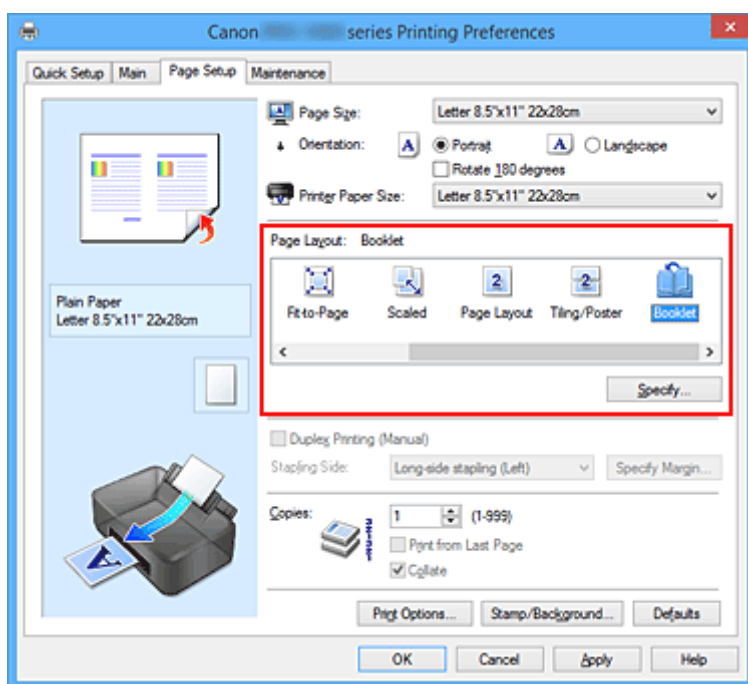 Canon series Printing Preferences
Quick Setup Main Page Setup Maintenance
Page Size: Letter 8.5"x11" 22x28cm
Orientation: A Portrait A Landscape
Rotate 180 degrees
Printer Paper Size: Letter 8.5"x11" 22x28cm
Page Layout: Booklet
2 2
Fit-to-Page Scaled Page Layout Tiling/Poster Booklet
Specify...
Plain Paper
Letter 8.5"x11" 22x28cm
Duplex Printing (Manual)
Stapling Side: Long-side stapling (Left) Specify Margin...
Copies: 1 (1-999)
Print from Last Page
Collate
A
Print Options... Stamp/Background... Defaults
OK Cancel Apply Help